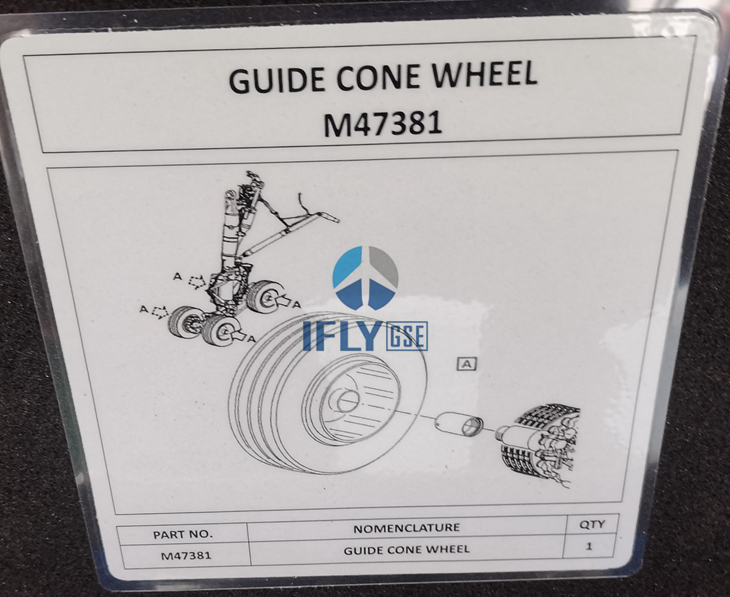 GUIDE CONE WHEEL
M47381
A
A
A
A
IFLY GSE
A
PART NO. NOMENCLATURE QTY
M47381 GUIDE CONE WHEEL 1